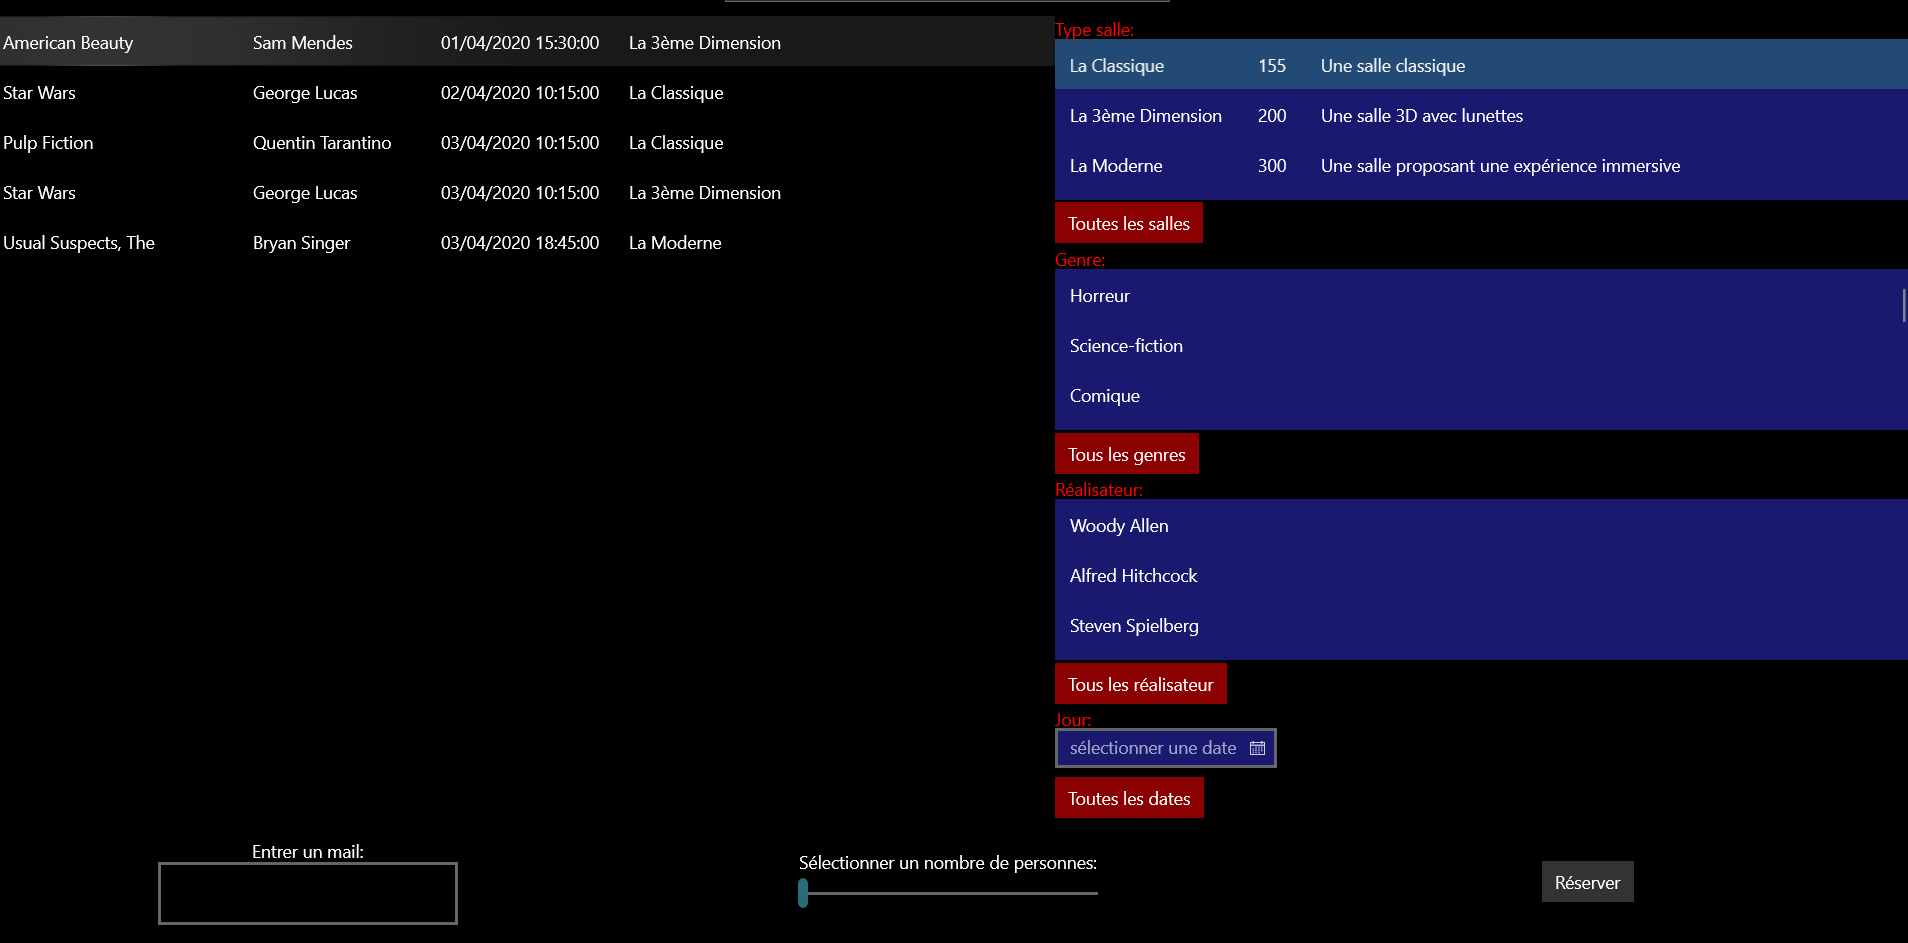 American Beauty Sam Mendes 01/04/2020 15:30:00 La 3ème Dimension
Star Wars George Lucas 02/04/2020 10:15:00 La Classique
Pulp Fiction Quentin Tarantino 03/04/2020 10:15:00 La Classique
Star Wars George Lucas 03/04/2020 10:15:00 La 3ème Dimension
Usual Suspects, The Bryan Singer 03/04/2020 18:45:00 La Moderne
Type salle:
La Classique 155 Une salle classique
La 3ème Dimension 200 Une salle 3D avec lunettes
La Moderne 300 Une salle proposant une expérience immersive
Toutes les salles
Genre:
Horreur
Science-fiction
Comique
Tous les genres
Réalisateur:
Woody Allen
Alfred Hitchcock
Steven Spielberg
Tous les réalisateur
Jour:
sélectionner une date
Toutes les dates
Entrer un mail:
Sélectionner un nombre de personnes:
Réserver